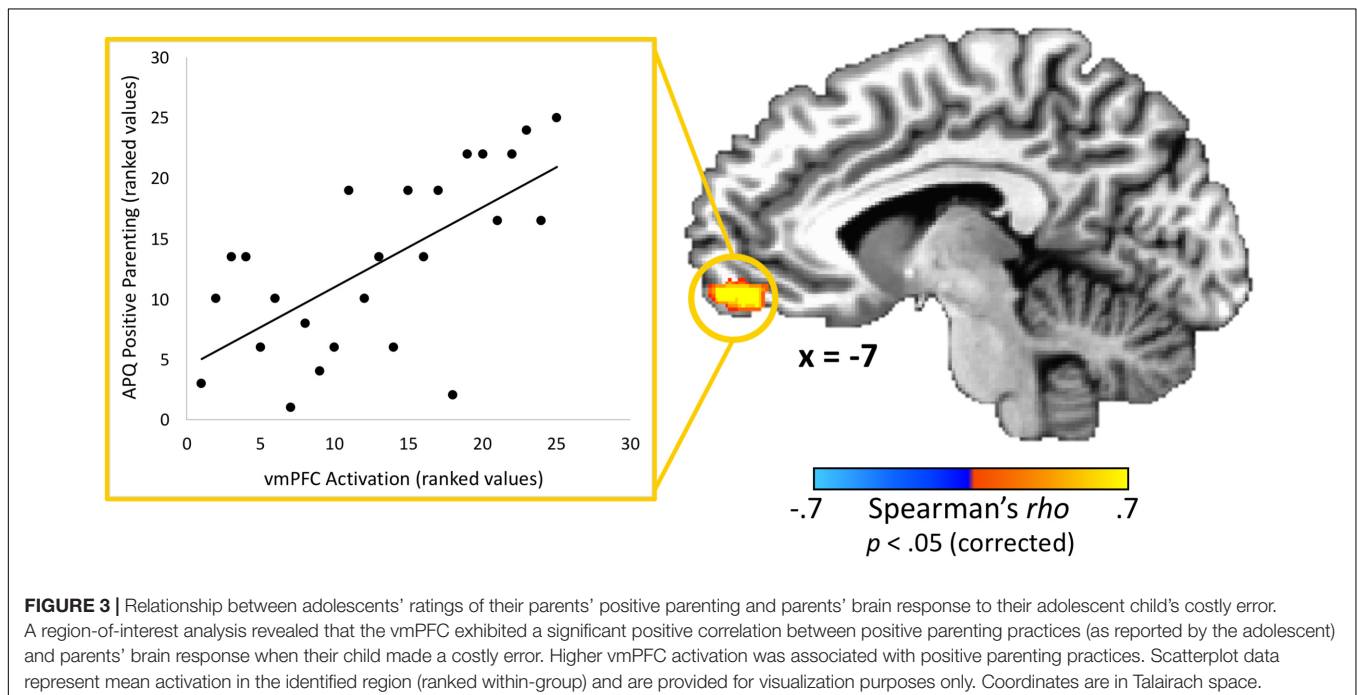 30
25
20
15
10
5
0
APQ Positive Parenting (ranked values)
0 5 10 15 20 25 30
vmPFC Activation (ranked values)
x = -7
-.7 Spearman's rho .7
p < .05 (corrected)
FIGURE 3 | Relationship between adolescents' ratings of their parents' positive parenting and parents' brain response to their adolescent child's costly error.
A region-of-interest analysis revealed that the vmPFC exhibited a significant positive correlation between positive parenting practices (as reported by the adolescent)
and parents' brain response when their child made a costly error. Higher vmPFC activation was associated with positive parenting practices. Scatterplot data
represent mean activation in the identified region (ranked within-group) and are provided for visualization purposes only. Coordinates are in Talairach space.